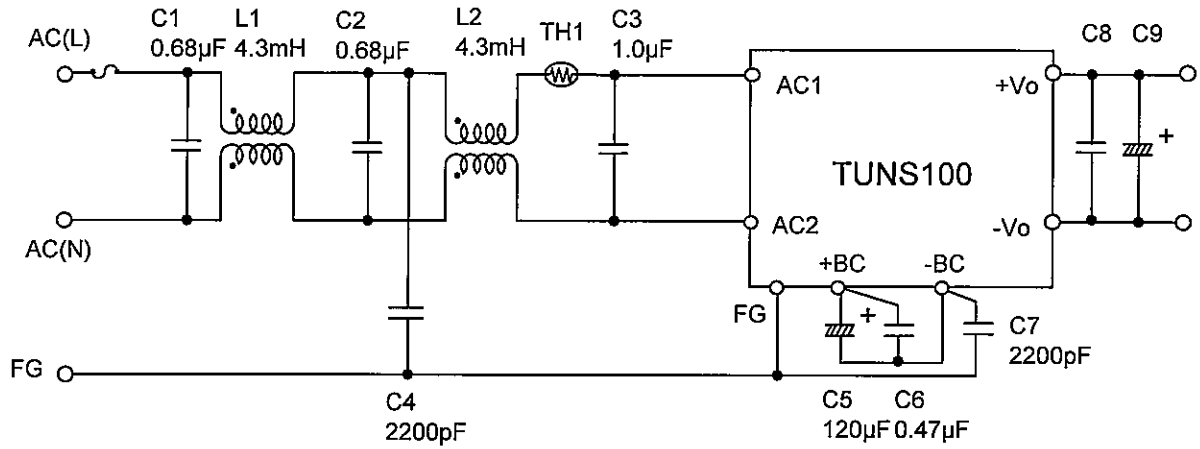 AC(L)
C1
0.68µF
L1
4.3mH
C2
0.68µF
L2
4.3mH
TH1
C3
1.0µF
C8
C9
AC1
+Vo
+
TUNS100
AC2
-Vo
AC(N)
+BC
-BC
FG
+
C7
2200pF
FG
C4
2200pF
C5
120µF
C6
0.47µF